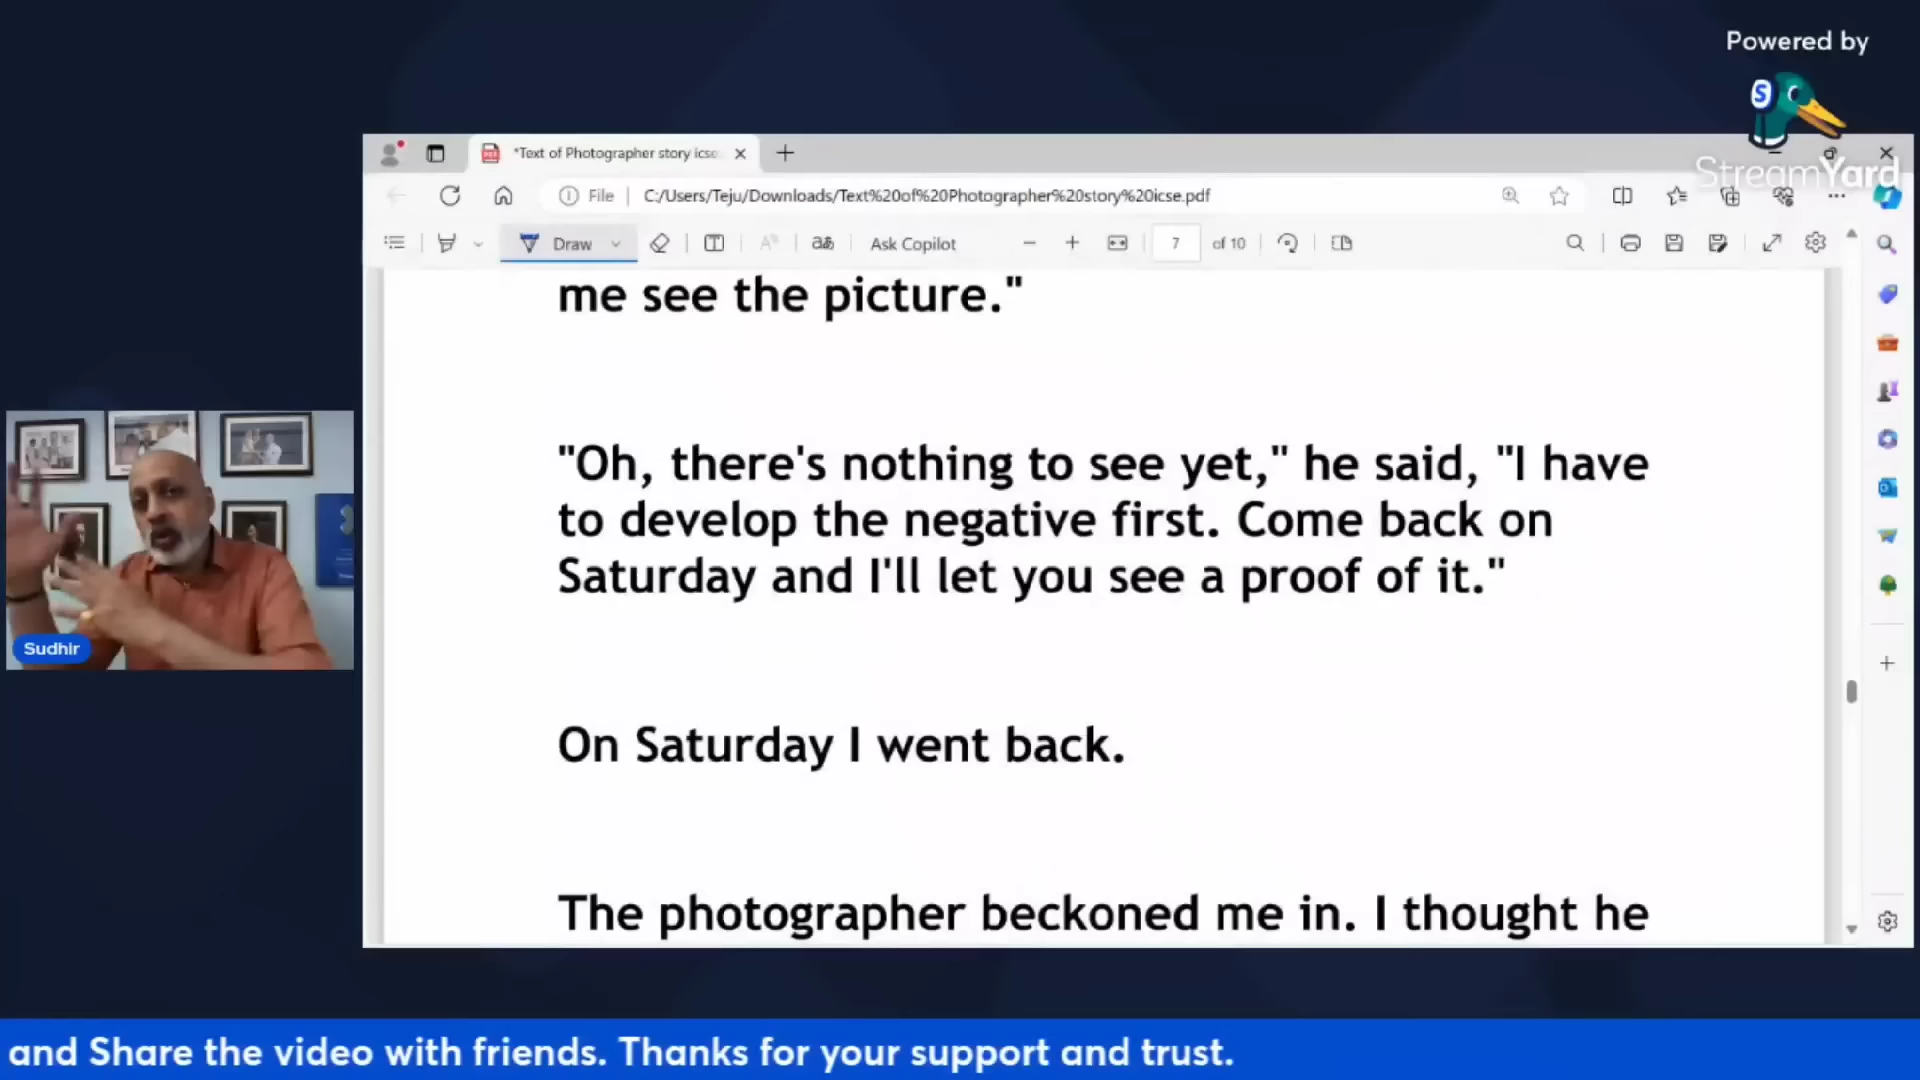 Powered by
StreamYard
*Text of Photographer story icse
File
C:/Users/Teju/Downloads/Text%20of%20Photographer%20story%20icse.pdf
Draw
aあ
Ask Copilot
7 of 10
me see the picture."
"Oh, there's nothing to see yet," he said, "I have
to develop the negative first. Come back on
Saturday and I'll let you see a proof of it."
On Saturday I went back.
The photographer beckoned me in. I thought he
Sudhir
and Share the video with friends. Thanks for your support and trust.